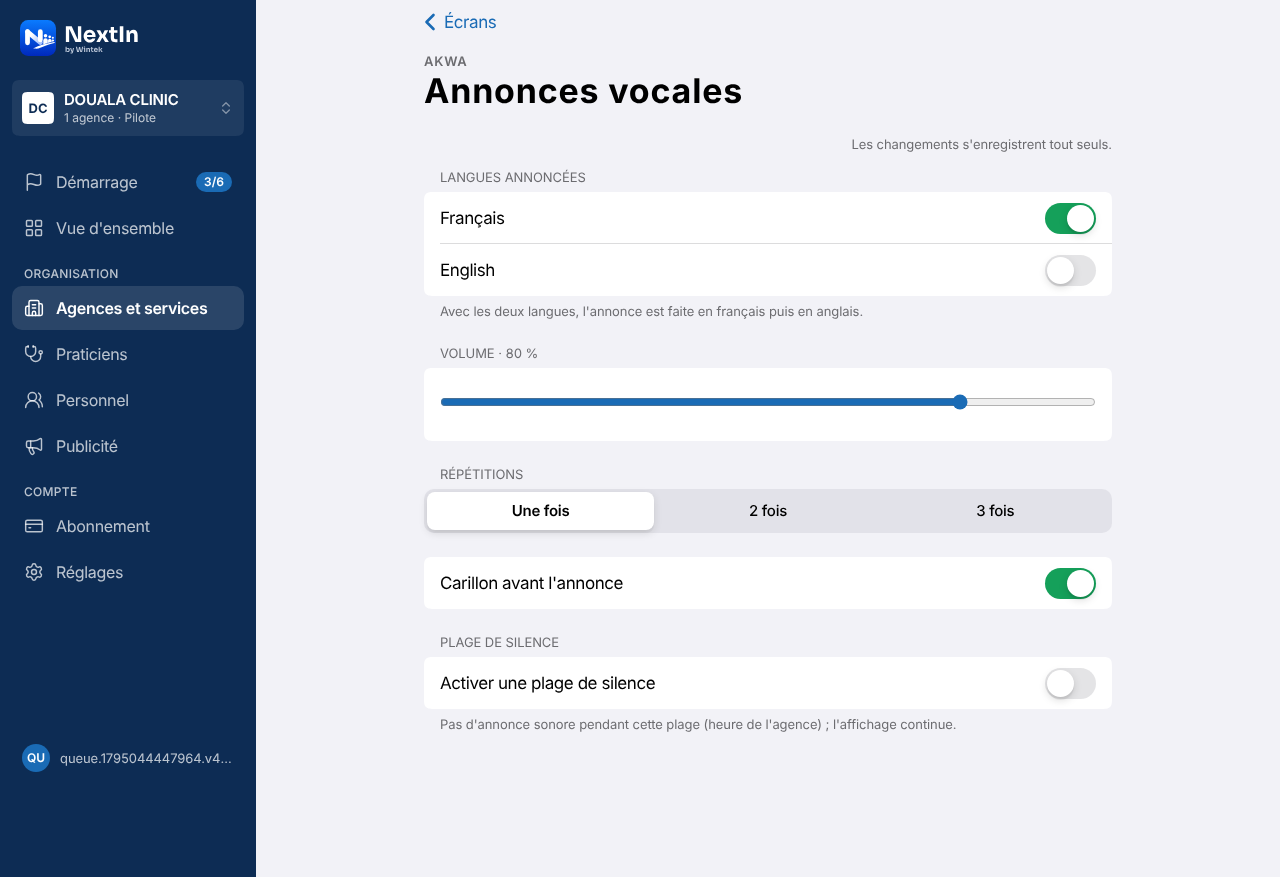 NextIn
by Wintek
DC
DOUALA CLINIC
1 agence · Pilote
Démarrage
3/6
Vue d'ensemble
ORGANISATION
Agences et services
Praticiens
Personnel
Publicité
COMPTE
Abonnement
Réglages
QU
queue.1795044447964.v4...
Écrans
AKWA
Annonces vocales
Les changements s'enregistrent tout seuls.
LANGUES ANNONCÉES
Français
English
Avec les deux langues, l'annonce est faite en français puis en anglais.
VOLUME · 80 %
RÉPÉTITIONS
Une fois
2 fois
3 fois
Carillon avant l'annonce
PLAGE DE SILENCE
Activer une plage de silence
Pas d'annonce sonore pendant cette plage (heure de l'agence) ; l'affichage continue.